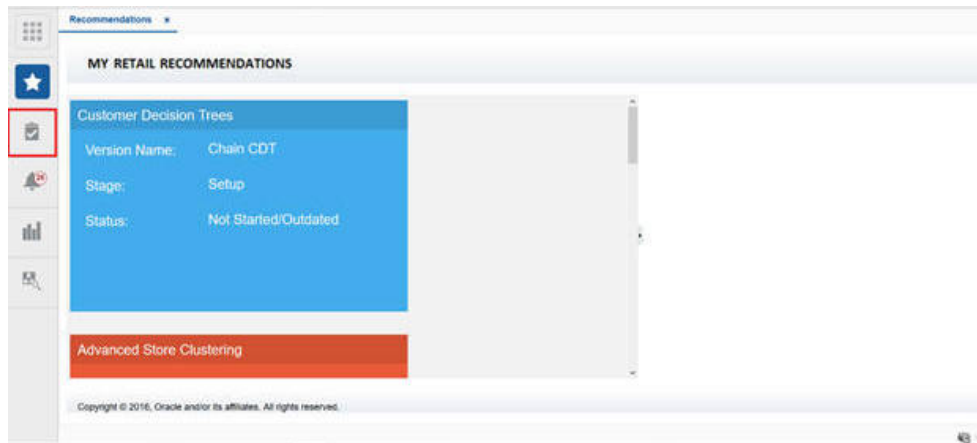 Recommendations x
MY RETAIL RECOMMENDATIONS
Customer Decision Trees
Version Name: Chain CDT
Stage: Setup
Status: Not Started/Outdated
Advanced Store Clustering
Copyright © 2016, Oracle and/or its affiliates. All rights reserved.